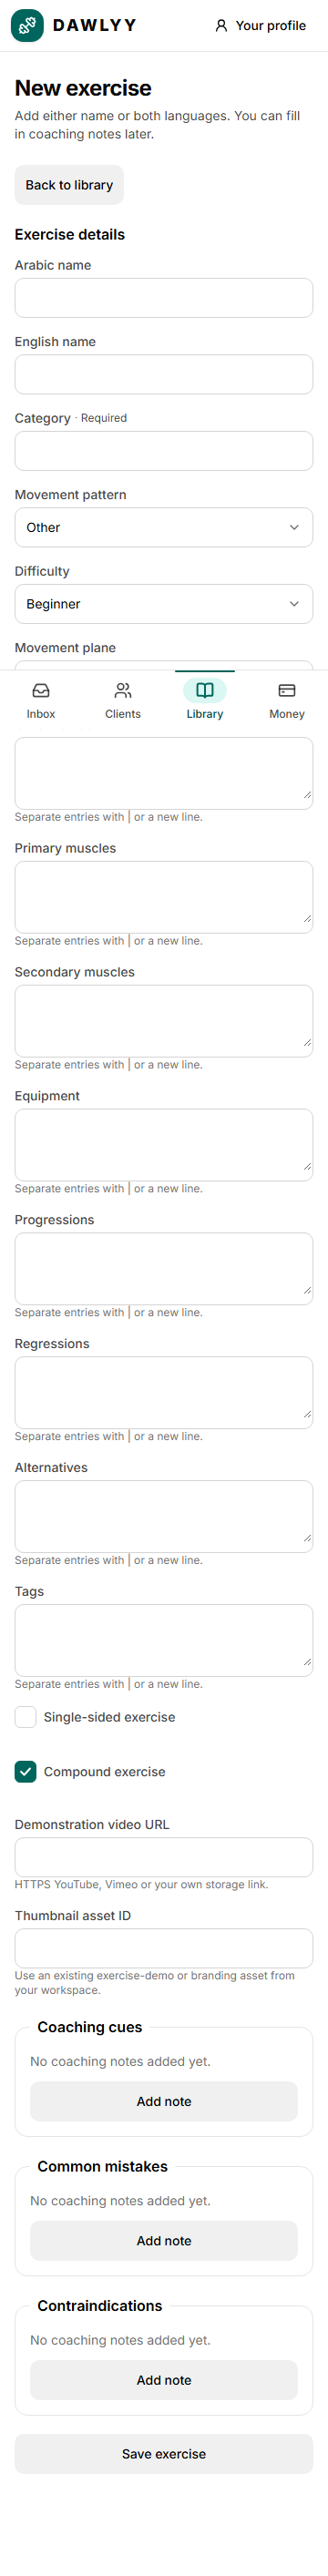 DAWLYY
Your profile
New exercise
Add either name or both languages. You can fill
in coaching notes later.
Back to library
Exercise details
Arabic name
English name
Category · Required
Movement pattern
Other
Difficulty
Beginner
Movement plane
Inbox
Clients
Library
Money
Separate entries with | or a new line.
Primary muscles
Separate entries with | or a new line.
Secondary muscles
Separate entries with | or a new line.
Equipment
Separate entries with | or a new line.
Progressions
Separate entries with | or a new line.
Regressions
Separate entries with | or a new line.
Alternatives
Separate entries with | or a new line.
Tags
Separate entries with | or a new line.
Single-sided exercise
Compound exercise
Demonstration video URL
HTTPS YouTube, Vimeo or your own storage link.
Thumbnail asset ID
Use an existing exercise-demo or branding asset from
your workspace.
Coaching cues
No coaching notes added yet.
Add note
Common mistakes
No coaching notes added yet.
Add note
Contraindications
No coaching notes added yet.
Add note
Save exercise